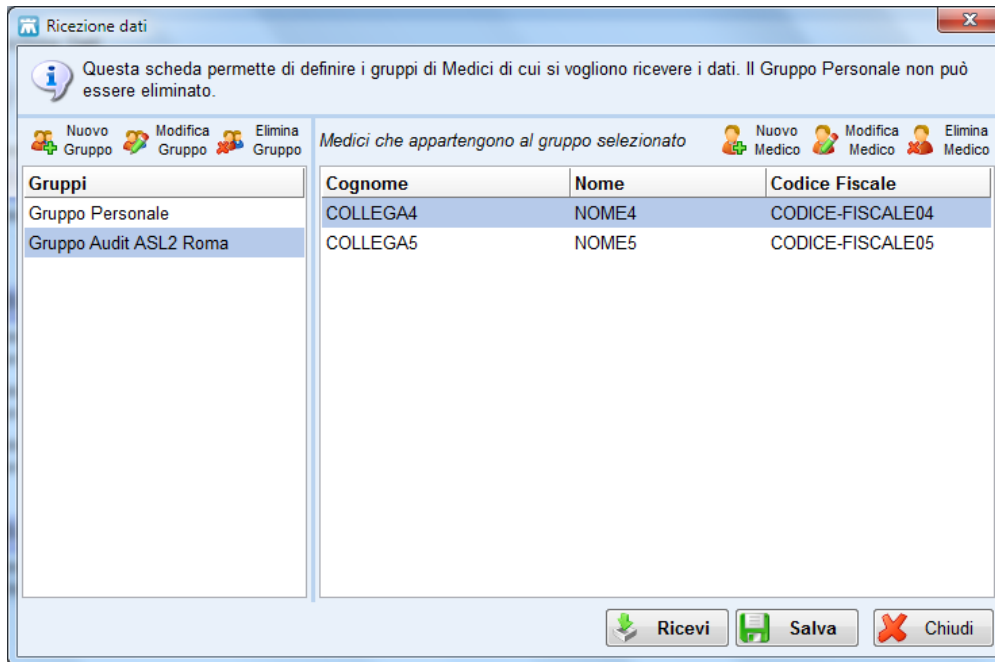 Ricezione dati
Questa scheda permette di definire i gruppi di Medici di cui si vogliono ricevere i dati. Il Gruppo Personale non può
essere eliminato.
Nuovo Gruppo
Modifica Gruppo
Elimina Gruppo
Medici che appartengono al gruppo selezionato
Nuovo Medico
Modifica Medico
Elimina Medico
Gruppi
Gruppo Personale
Gruppo Audit ASL2 Roma
Cognome Nome Codice Fiscale
COLLEGA4 NOME4 CODICE-FISCALE04
COLLEGA5 NOME5 CODICE-FISCALE05
Ricevi Salva Chiudi